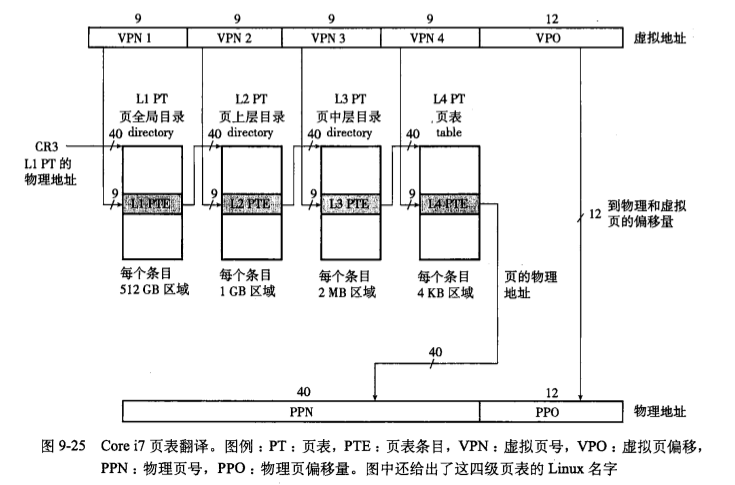 9 9 9 9 12
VPN 1 VPN 2 VPN 3 VPN 4 VPO 虚拟地址
L1 PT L2 PT L3 PT L4 PT
页全局目录 页上层目录 页中层目录 页表
40 directory 40 directory 40 directory 40 table
CR3
L1 PT 的
物理地址
9 L1 PTE 9 L2 PTE 9 L3 PTE 9 L4 PTE
12 到物理和虚拟
页的偏移量
每个条目 每个条目 每个条目 每个条目 页的物理
512 GB 区域 1 GB 区域 2 MB 区域 4 KB 区域 地址
40
40 12
PPN PPO 物理地址
图 9-25 Core i7 页表翻译。图例：PT：页表，PTE：页表条目，VPN：虚拟页号，VPO：虚拟页偏移，
PPN：物理页号，PPO：物理页偏移量。图中还给出了这四级页表的 Linux 名字